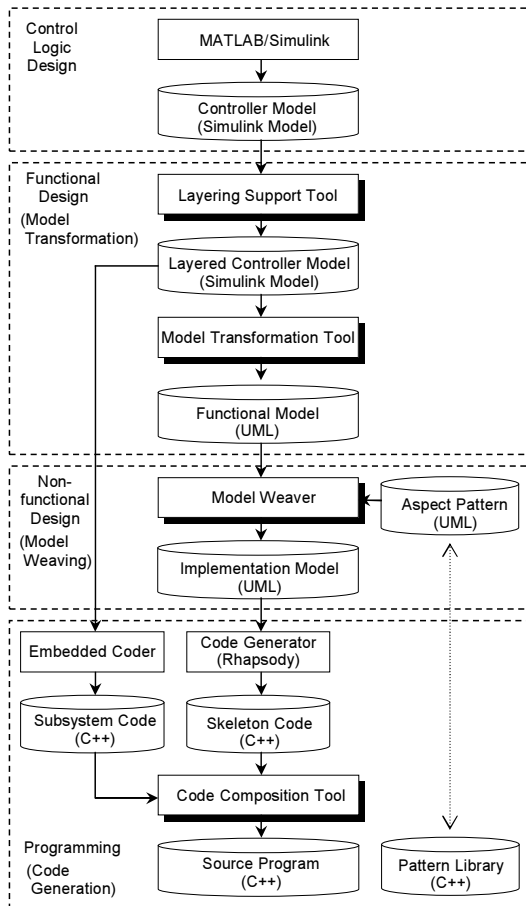 Control
Logic
Design
MATLAB/Simulink
Controller Model
(Simulink Model)
Functional
Design
(Model
Transformation)
Layering Support Tool
Layered Controller Model
(Simulink Model)
Model Transformation Tool
Functional Model
(UML)
Non-
functional
Design
(Model
Weaving)
Model Weaver
Aspect Pattern
(UML)
Implementation Model
(UML)
Embedded Coder
Code Generator
(Rhapsody)
Subsystem Code
(C++)
Skeleton Code
(C++)
Code Composition Tool
Programming
(Code
Generation)
Source Program
(C++)
Pattern Library
(C++)